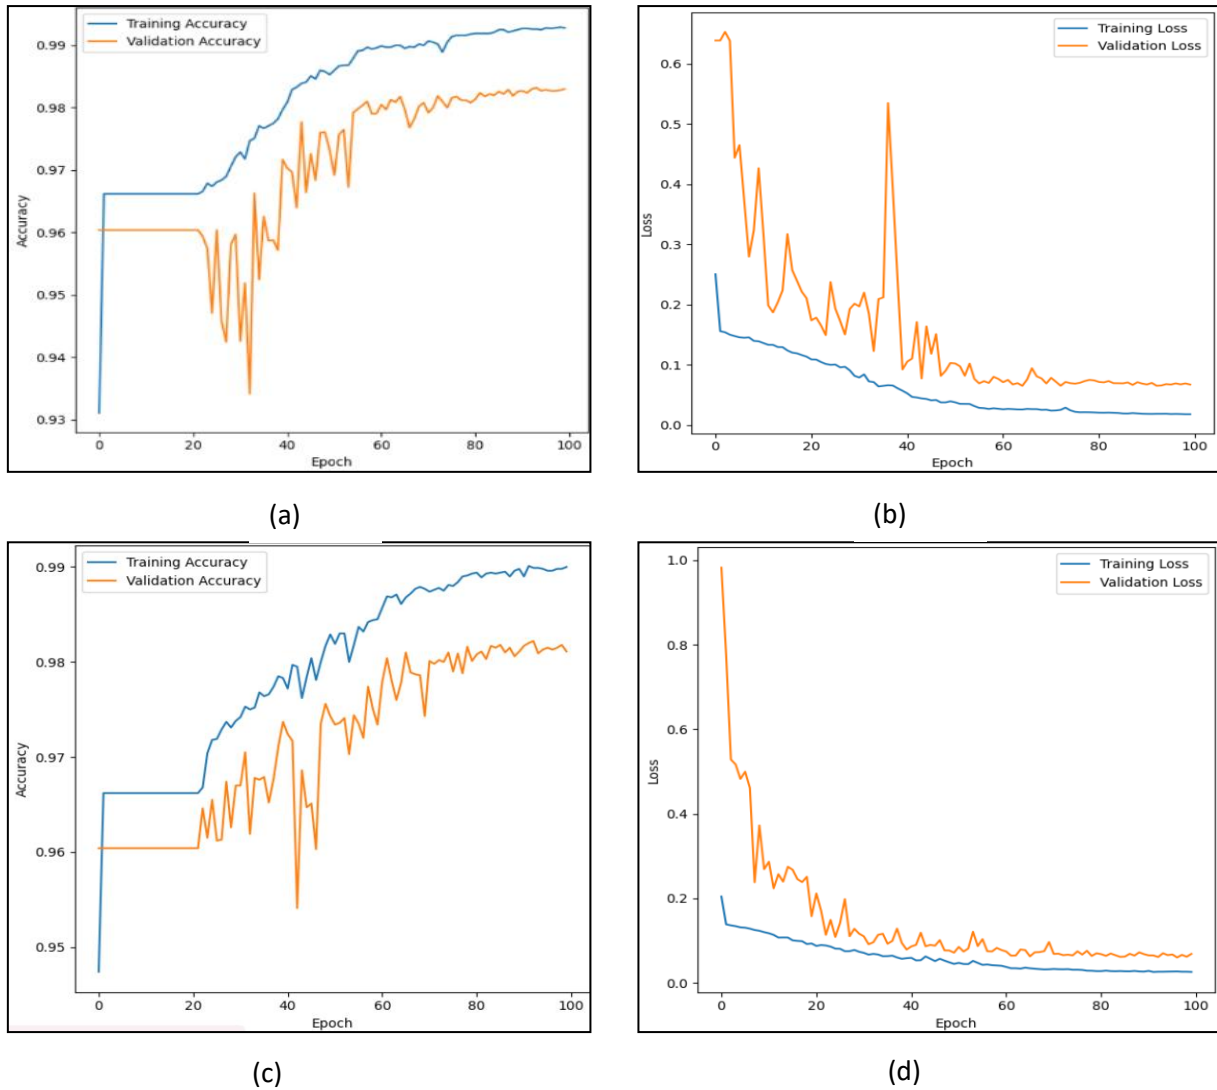 Training Accuracy
Validation Accuracy
0.99
0.98
0.97
0.96
0.95
0.94
0.93
Accuracy
0 20 40 60 80 100
Epoch
(a)
Training Loss
Validation Loss
0.6
0.5
0.4
0.3
0.2
0.1
0.0
Loss
0 20 40 60 80 100
Epoch
(b)
Training Accuracy
Validation Accuracy
0.99
0.98
0.97
0.96
0.95
Accuracy
0 20 40 60 80 100
Epoch
(c)
Training Loss
Validation Loss
1.0
0.8
0.6
0.4
0.2
0.0
Loss
0 20 40 60 80 100
Epoch
(d)